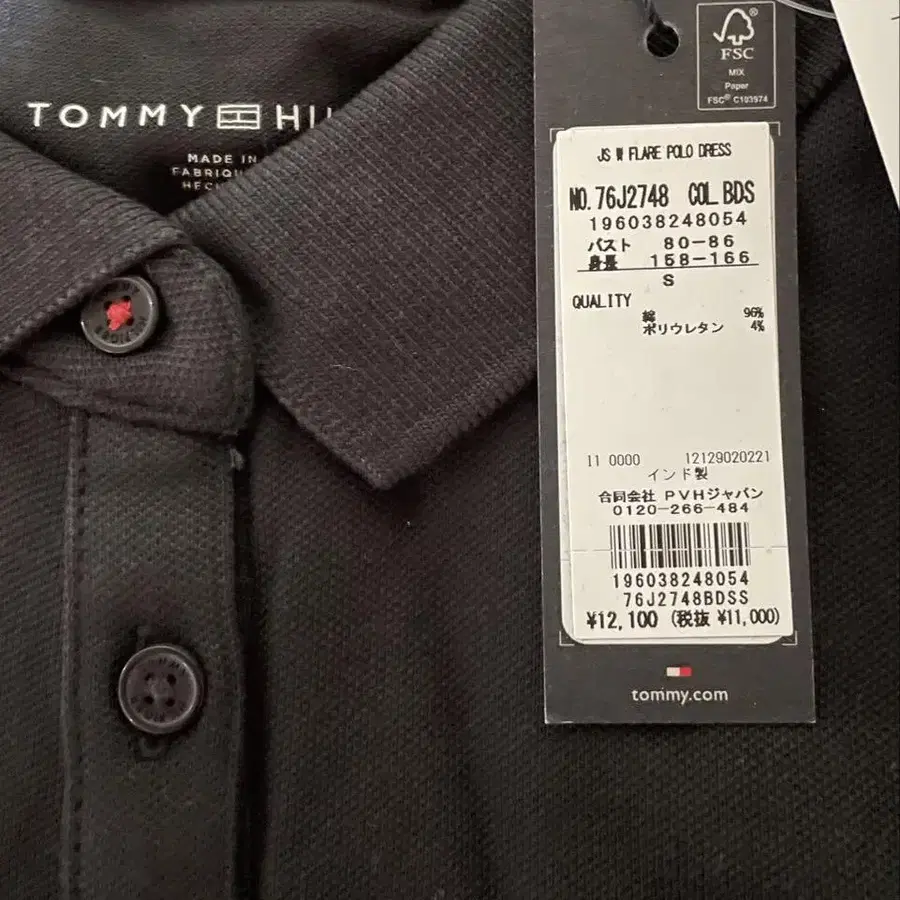 TOMMY
MADE IN
FSC®
MIX
Paper
FSC® C103974
JS W FLARE POLO DRESS
NO. 76J2748 COL BDS
196038248054
バスト 80-86
身長 158-166
S
QUALITY
綿 96%
ポリウレタン 4%
11 0000 12129020221
インド製
合同会社 PVHジャパン
0120-266-484
196038248054
76J2748BDSS
¥12,100 (税抜 ¥11,000)
tommy.com